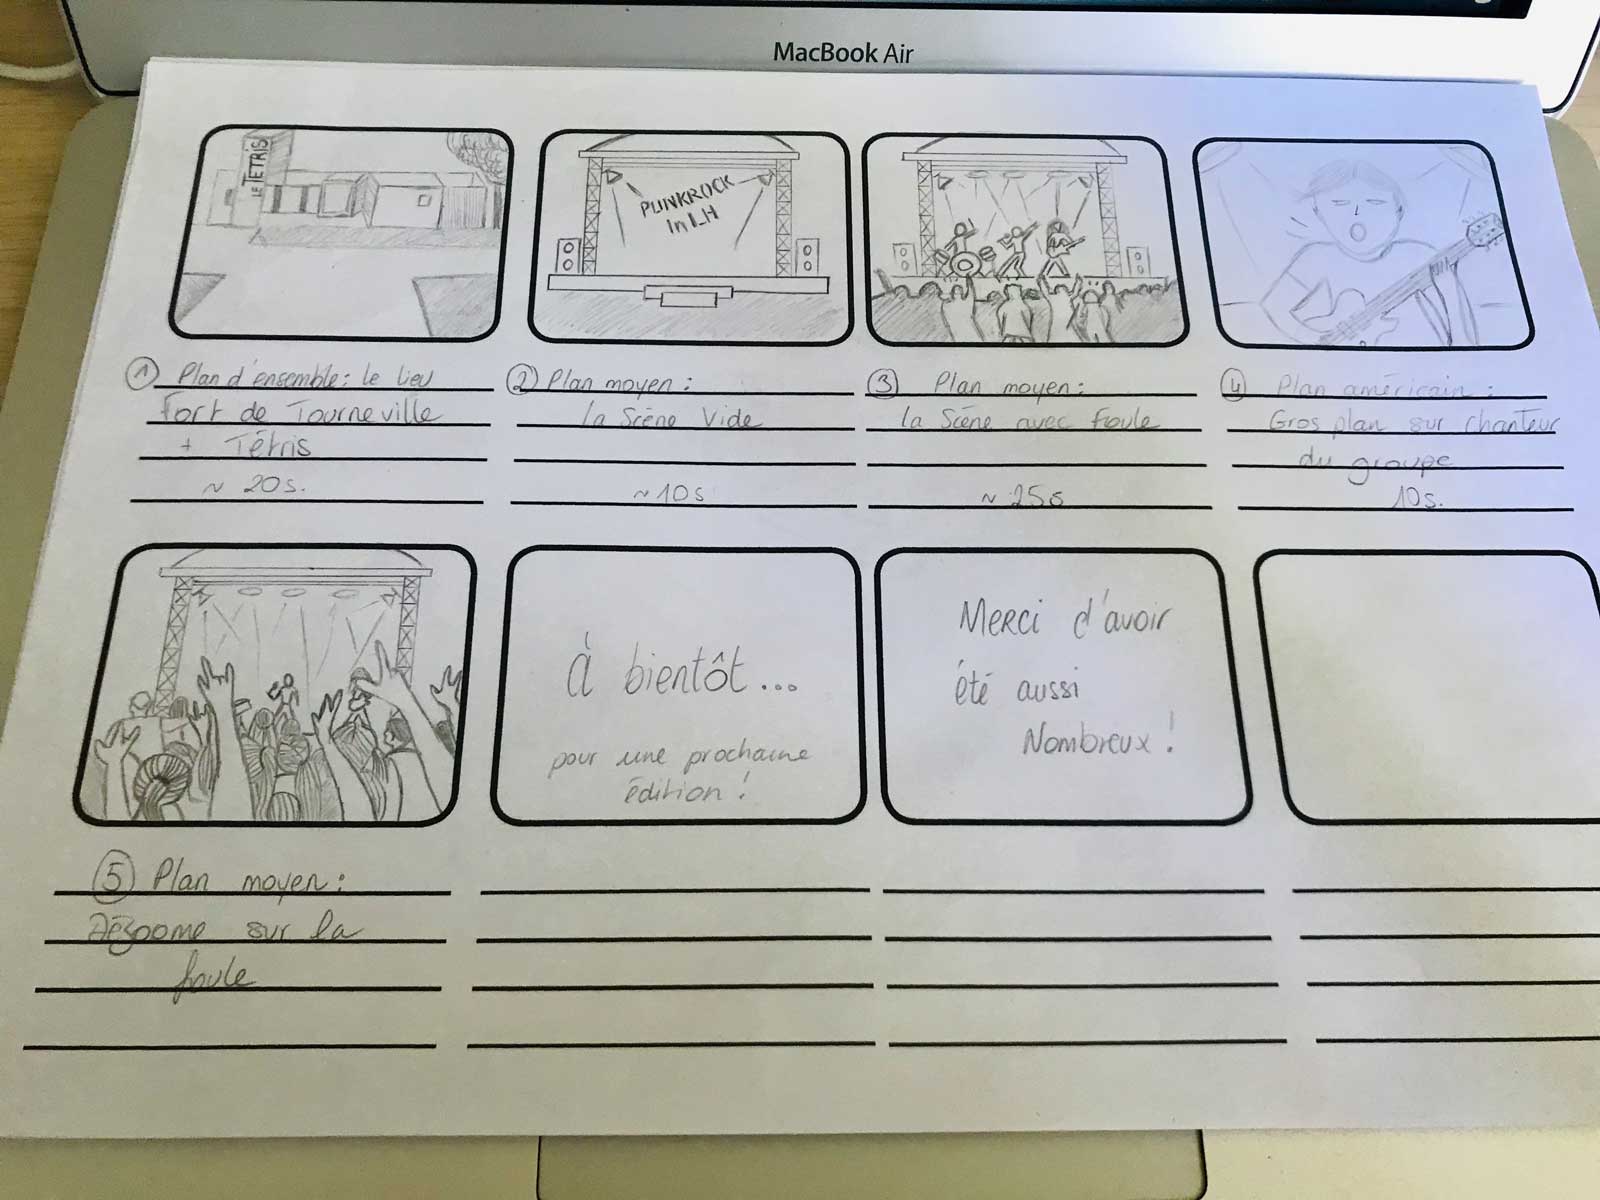 MacBook Air
LE TETRIS
PUNKROCK
In LH
① Plan d'ensemble: le lieu
Fort de Tourneville
+ Tétris
~ 20s.
② Plan moyen:
la Scène Vide
~10s
③ Plan moyen:
la Scène avec Foule
~ 25s
④ Plan américain:
Gros plan sur chanteur
du groupe
10s.
⑤ Plan moyen:
Dézoome sur la
foule
À bientôt...
pour une prochaine
édition!
Merci d'avoir
été aussi
Nombreux!